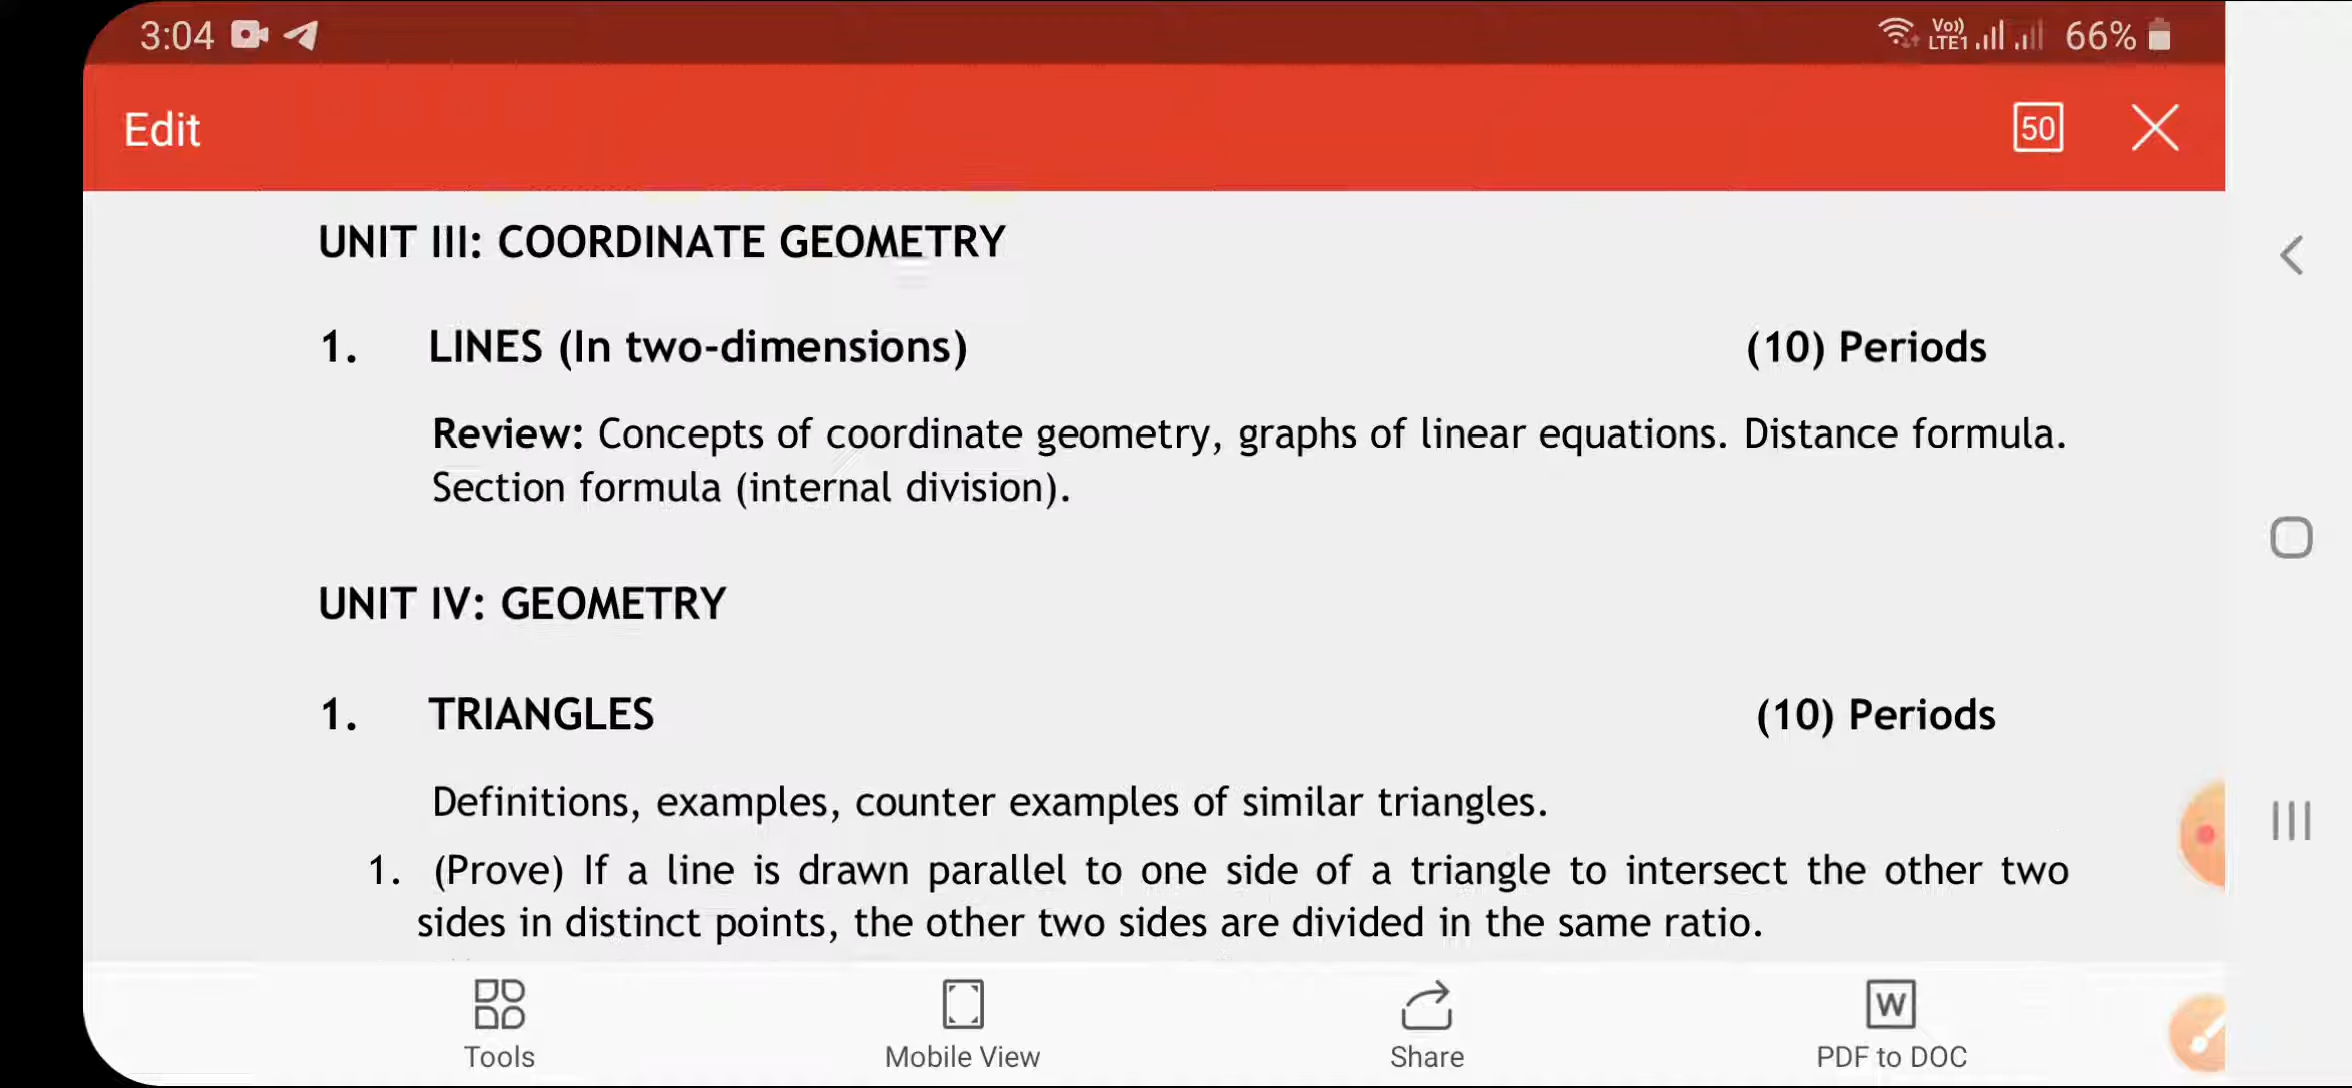 3:04 Vo)) LTE1 66%
Edit 50
UNIT III: COORDINATE GEOMETRY
1. LINES (In two-dimensions) (10) Periods
Review: Concepts of coordinate geometry, graphs of linear equations. Distance formula.
Section formula (internal division).
UNIT IV: GEOMETRY
1. TRIANGLES (10) Periods
Definitions, examples, counter examples of similar triangles.
1. (Prove) If a line is drawn parallel to one side of a triangle to intersect the other two
sides in distinct points, the other two sides are divided in the same ratio.
W
Tools Mobile View Share PDF to DOC